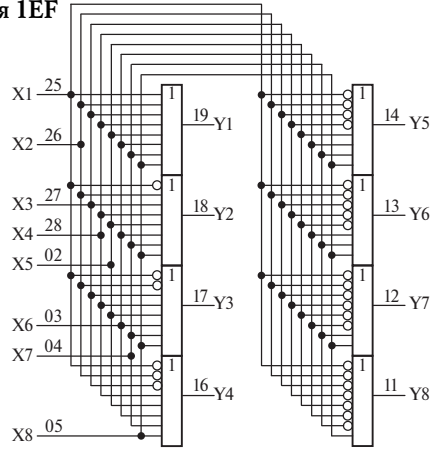 я 1EF
X1 25
X2 26
X3 27
X4 28
X5 02
X6 03
X7 04
X8 05
1
19 Y1
1
18 Y2
1
17 Y3
1
16 Y4
1
14 Y5
1
13 Y6
1
12 Y7
1
11 Y8